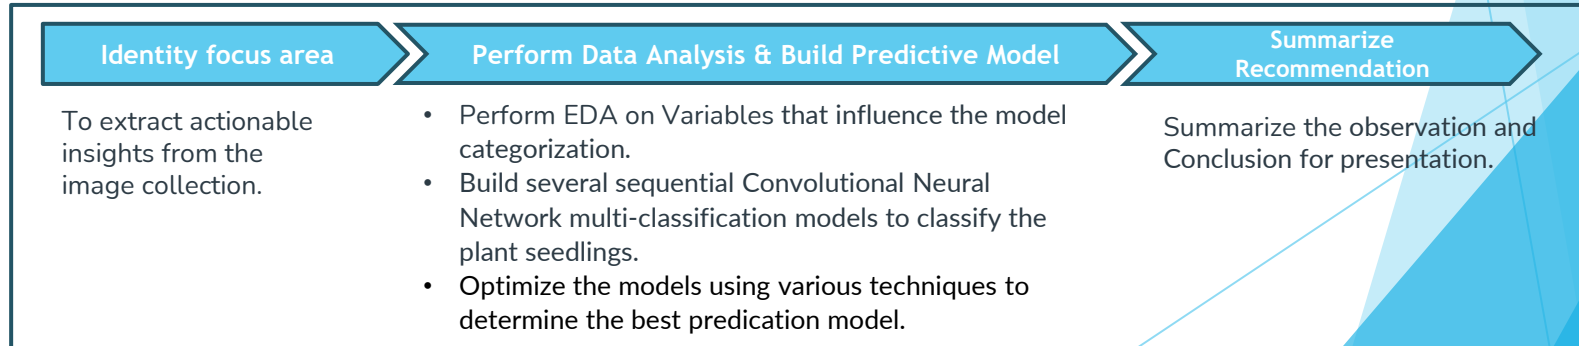 Identity focus area
Perform Data Analysis & Build Predictive Model
Summarize
Recommendation
To extract actionable
insights from the
image collection.
• Perform EDA on Variables that influence the model
categorization.
• Build several sequential Convolutional Neural
Network multi-classification models to classify the
plant seedlings.
• Optimize the models using various techniques to
determine the best predication model.
Summarize the observation and
Conclusion for presentation.